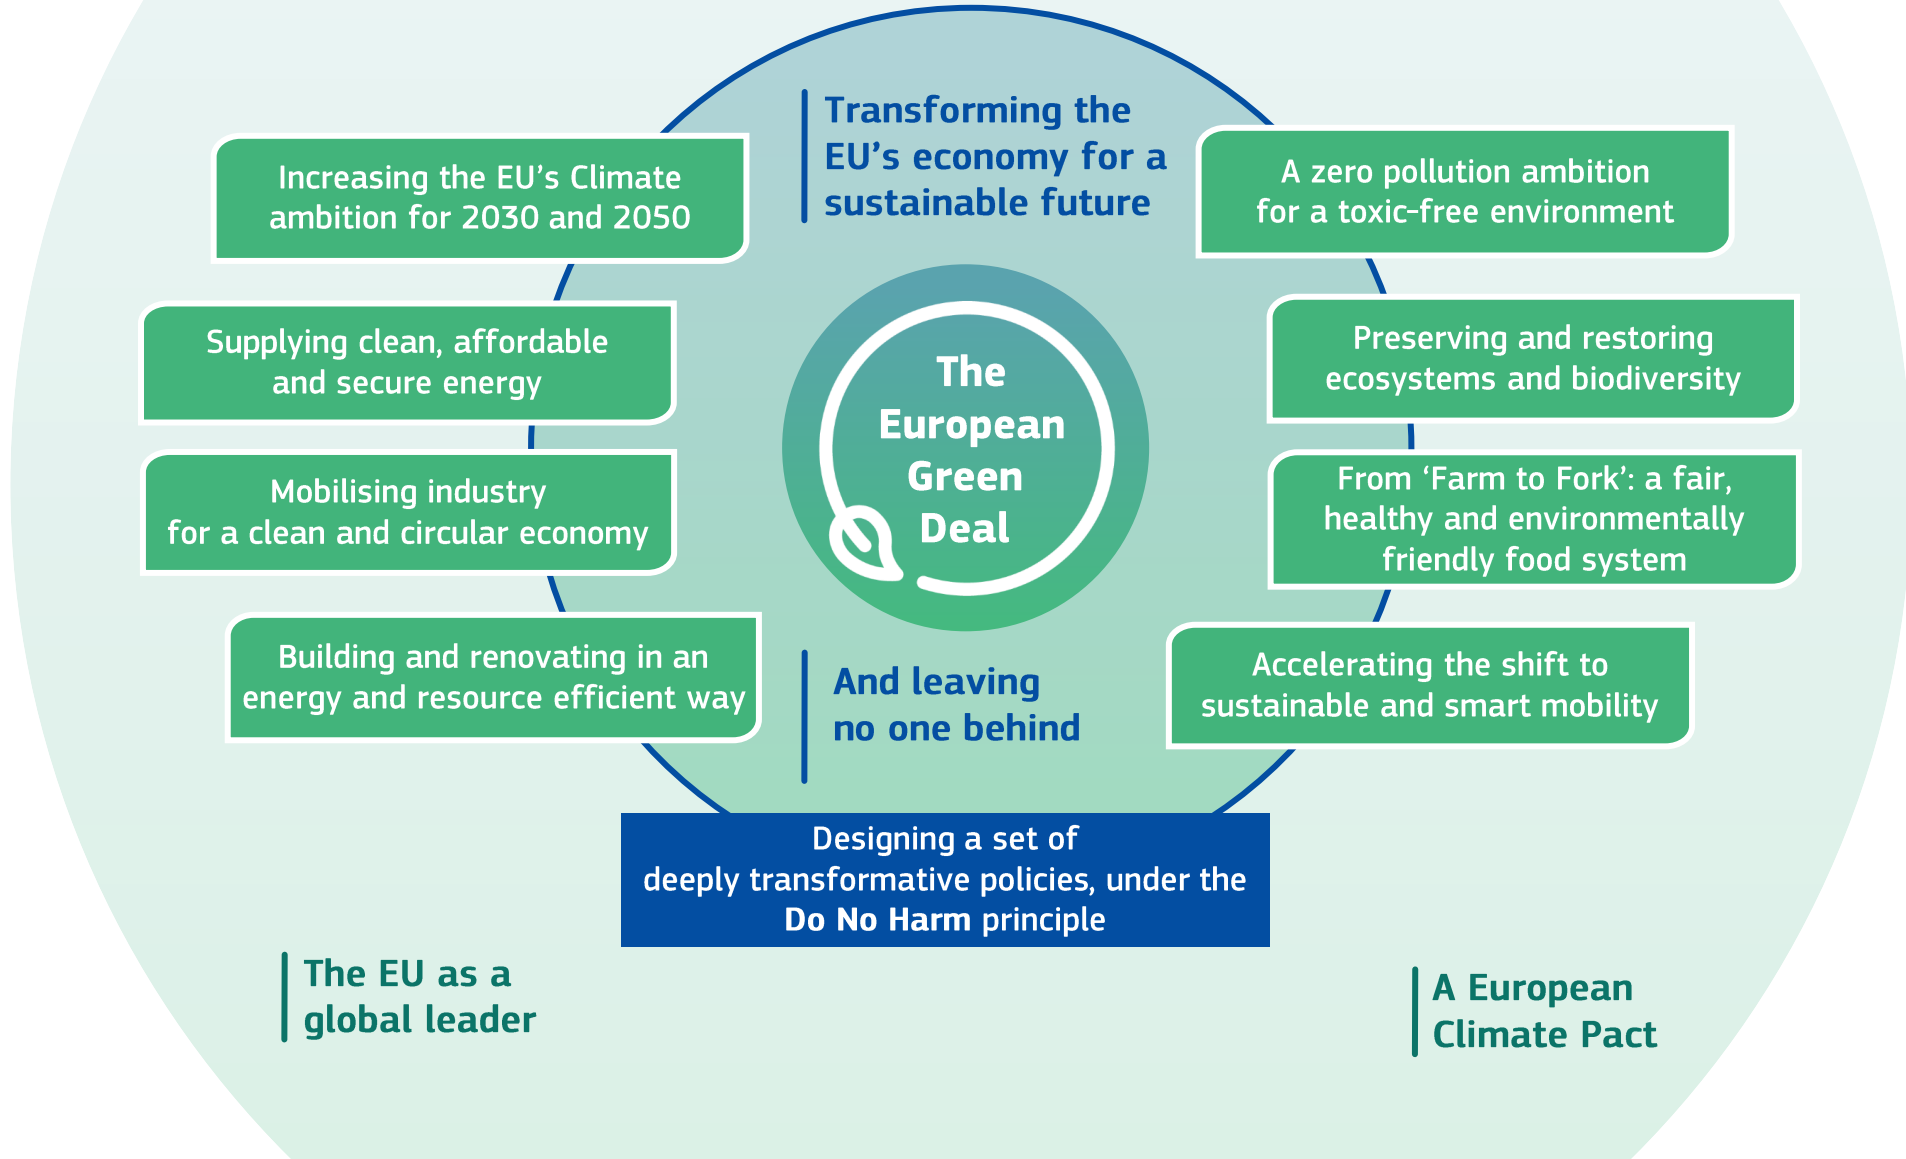 Transforming the
EU’s economy for a
sustainable future
Increasing the EU’s Climate
ambition for 2030 and 2050
Supplying clean, affordable
and secure energy
Mobilising industry
for a clean and circular economy
Building and renovating in an
energy and resource efficient way
The
European
Green
Deal
A zero pollution ambition
for a toxic-free environment
Preserving and restoring
ecosystems and biodiversity
From ‘Farm to Fork’: a fair,
healthy and environmentally
friendly food system
Accelerating the shift to
sustainable and smart mobility
And leaving
no one behind
Designing a set of
deeply transformative policies, under the
Do No Harm principle
The EU as a
global leader
A European
Climate Pact